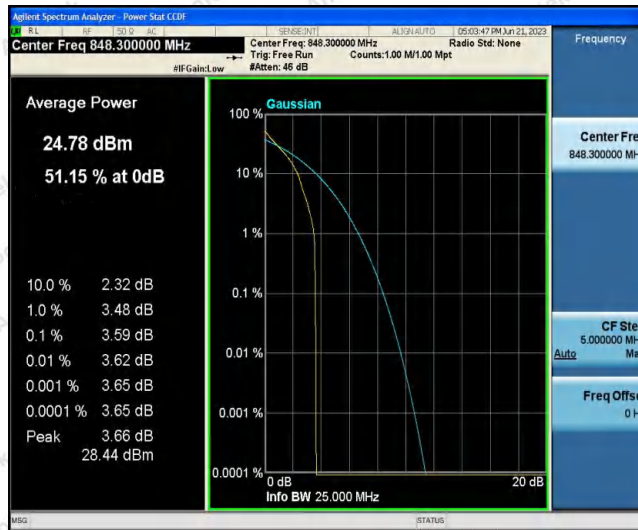 Agilent Spectrum Analyzer - Power Stat CCDF
RL RF 50 Ω AC SENSE:INT ALIGN AUTO 05:03:47 PM Jun 21, 2023
Center Freq 848.300000 MHz
Center Freq: 848.300000 MHz Radio Std: None
Trig: Free Run Counts:1.00 M/1.00 Mpt
#IFGain:Low #Atten: 46 dB
Frequency
Average Power
24.78 dBm
51.15 % at 0dB
10.0 % 2.32 dB
1.0 % 3.48 dB
0.1 % 3.59 dB
0.01 % 3.62 dB
0.001 % 3.65 dB
0.0001 % 3.65 dB
Peak 3.66 dB
28.44 dBm
Gaussian
100 %
10 %
1 %
0.1 %
0.01 %
0.001 %
0.0001 %
0 dB 20 dB
Info BW 25.000 MHz
Center Fre
848.300000 MH
CF Ste
5.000000 MH
Auto Ma
Freq Offse
0 H
MSG STATUS